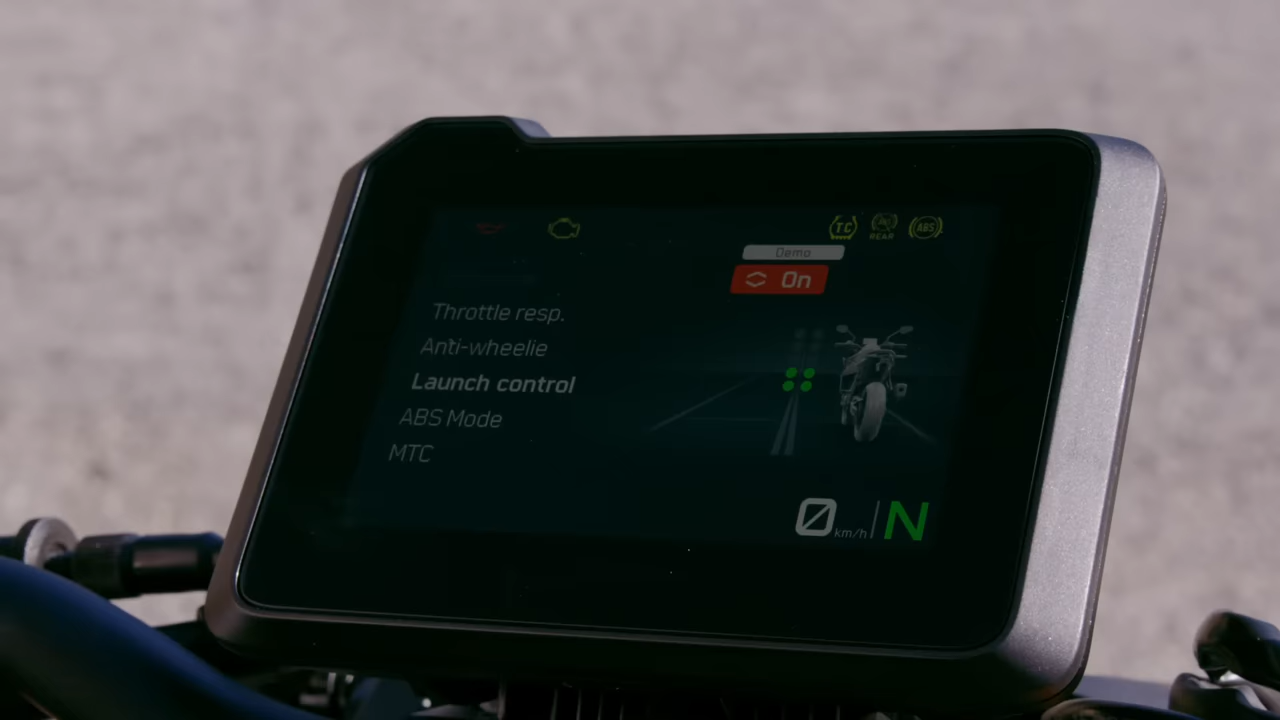 TC
REAR
ABS
Demo
On
Throttle resp.
Anti-wheelie
Launch control
ABS Mode
MTC
0 km/h N